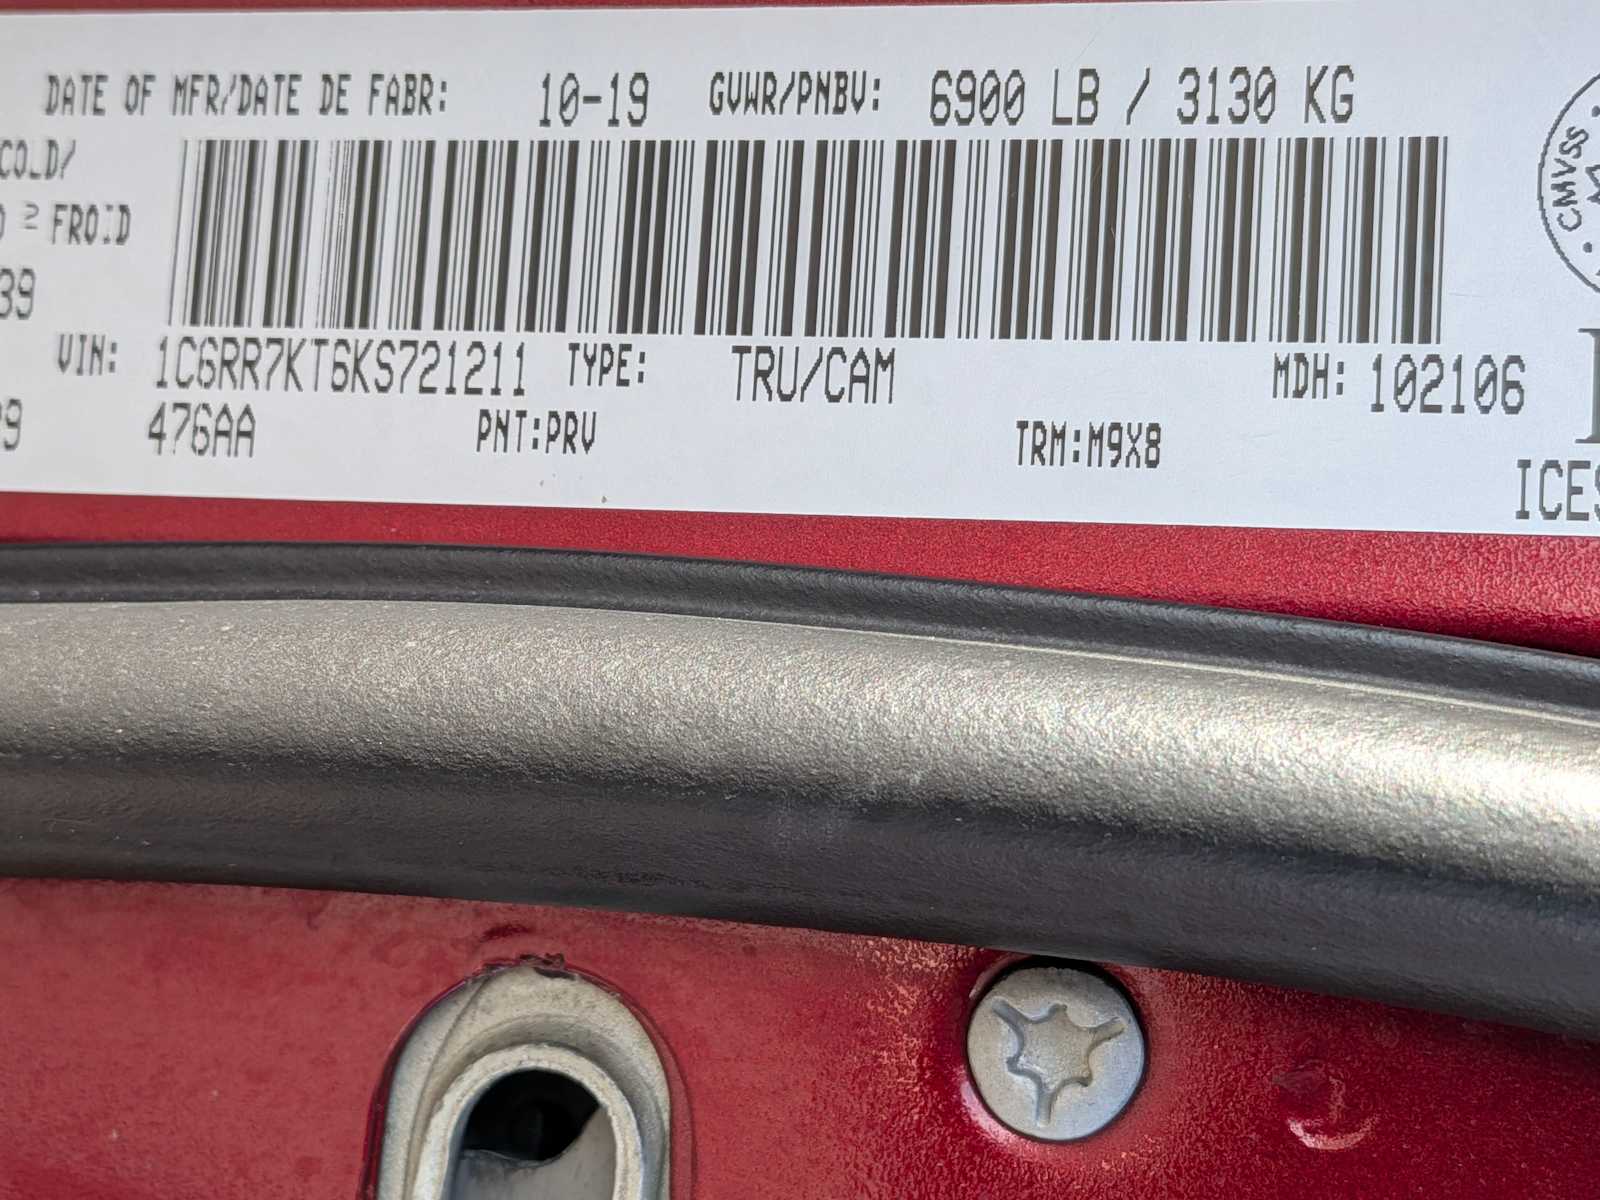 DATE OF MFR/DATE DE FABR: 10-19 GVWR/PNBV: 6900 LB / 3130 KG
COLD/
≥ FROID
39
CMVSS
VIN: 1C6RR7KT6KS721211 TYPE: TRU/CAM MDH: 102106
476AA PNT:PRV TRM:M9X8
ICES